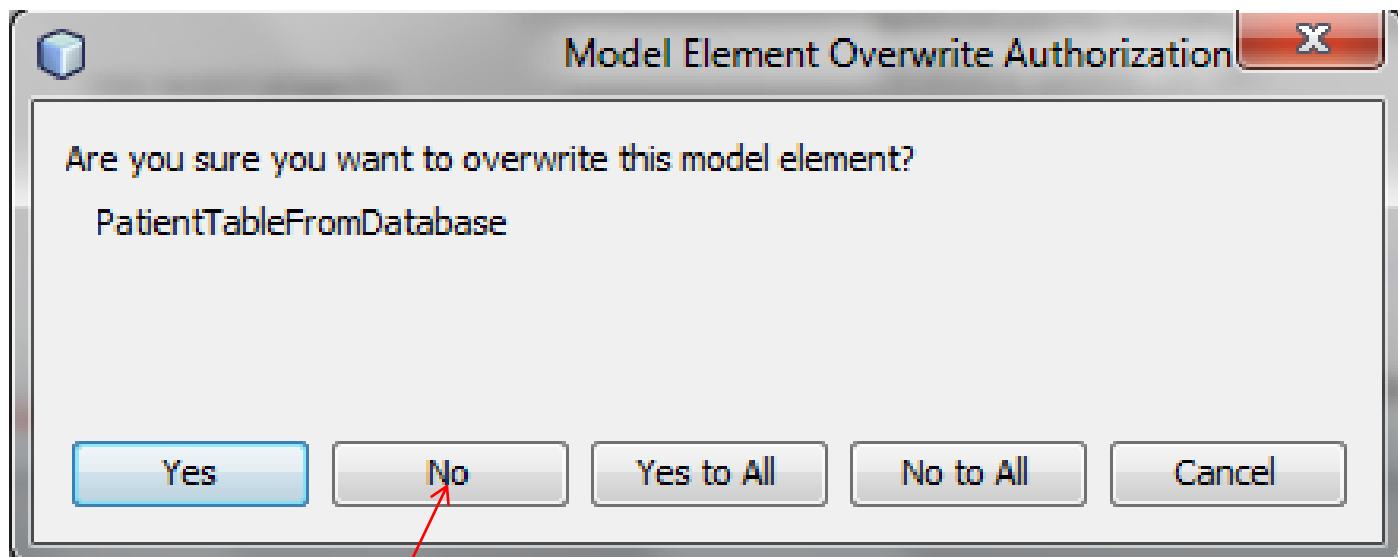 Model Element Overwrite Authorization
Are you sure you want to overwrite this model element?
PatientTableFromDatabase
Yes No Yes to All No to All Cancel